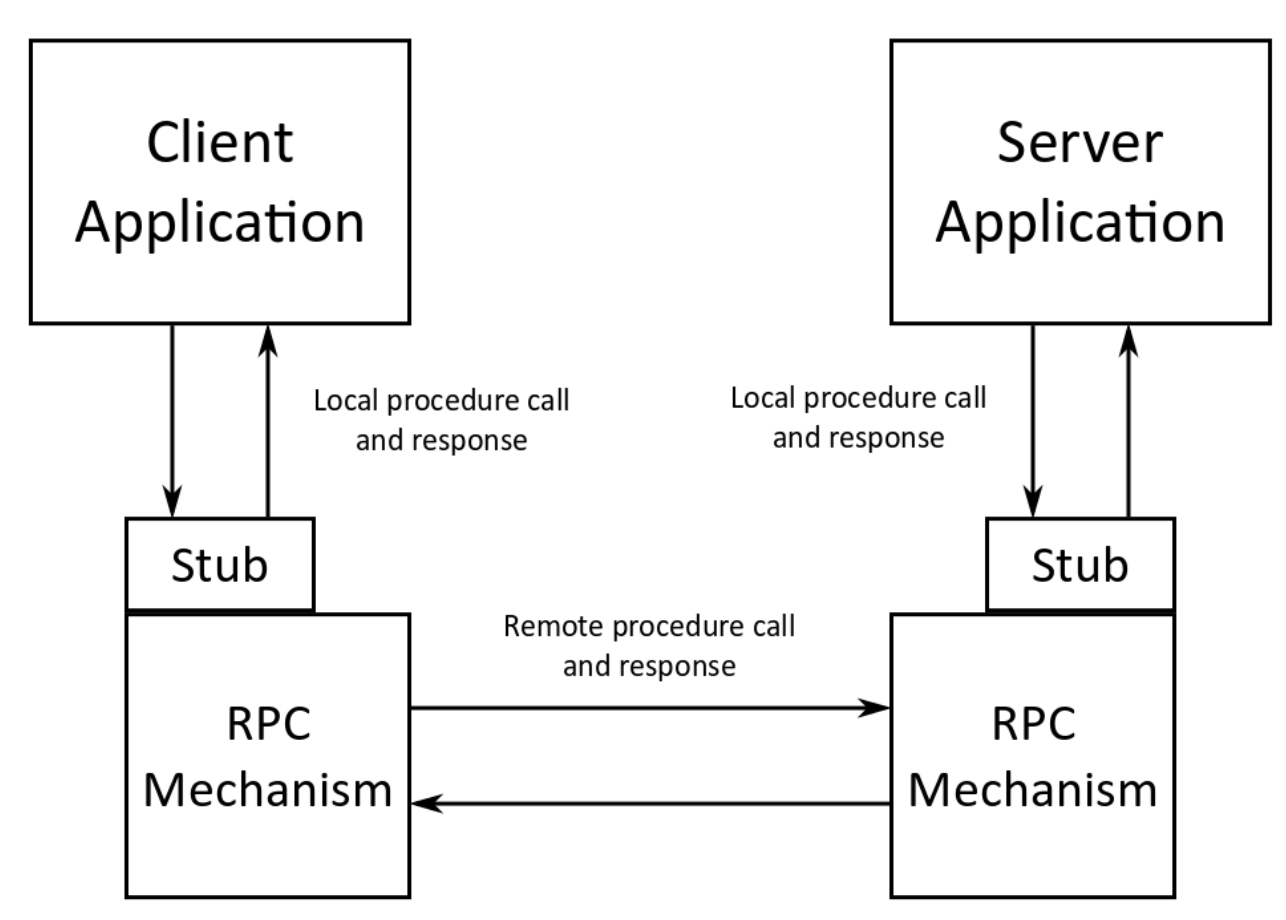 Client
Application
Server
Application
Local procedure call
and response
Local procedure call
and response
Stub
Stub
Remote procedure call
and response
RPC
Mechanism
RPC
Mechanism